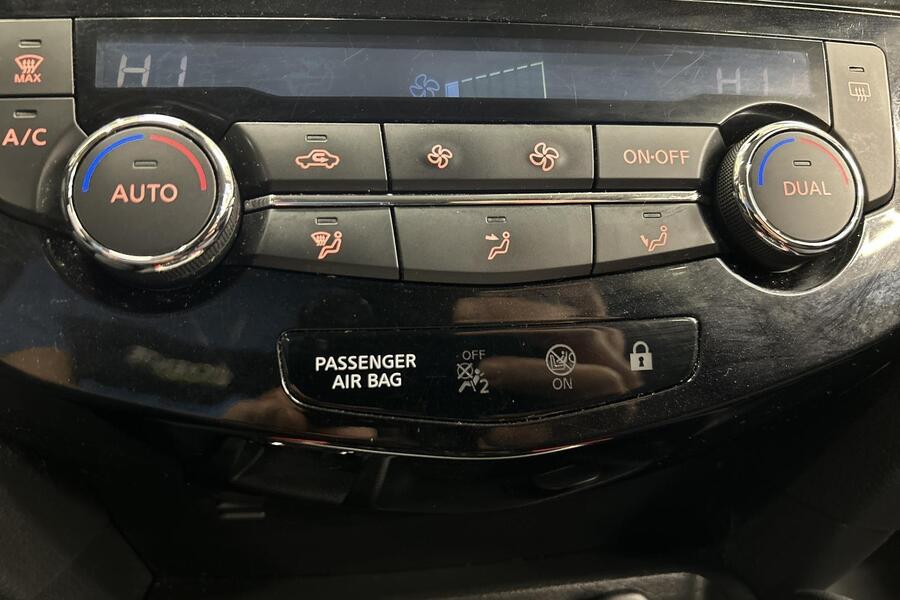 MAX
HI
HI
A/C
AUTO
ON·OFF
DUAL
PASSENGER
AIR BAG
OFF
2
ON